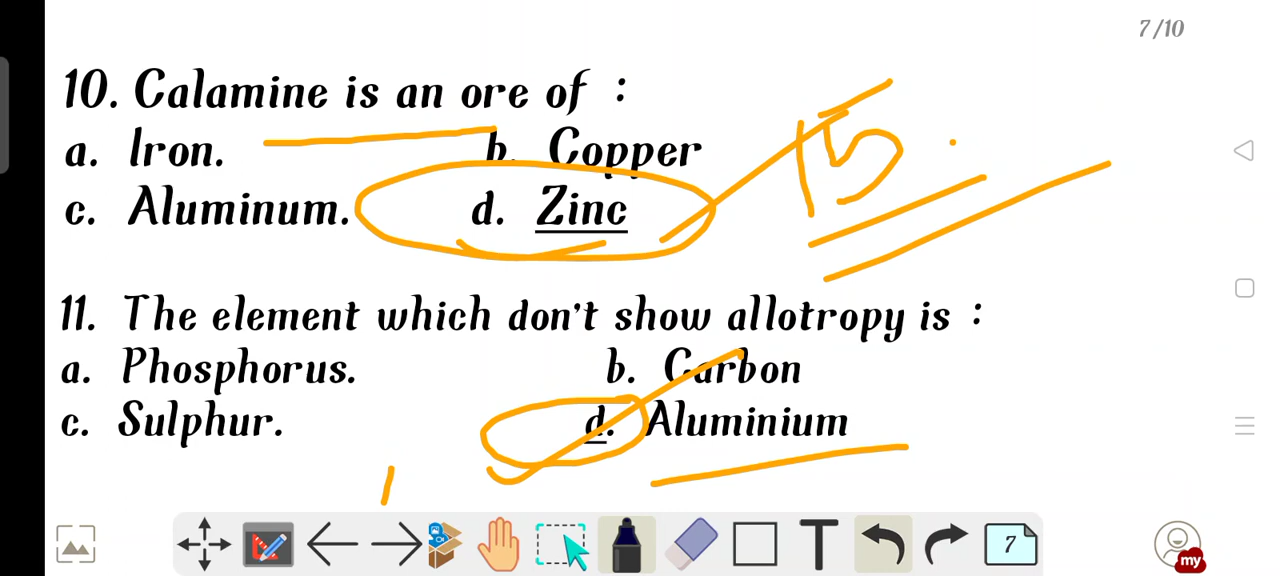 7/10
10. Calamine is an ore of :
a. Iron. b. Copper
c. Aluminum. d. Zinc
15
11. The element which don't show allotropy is :
a. Phosphorus. b. Carbon
c. Sulphur. d. Aluminium
T
7
my